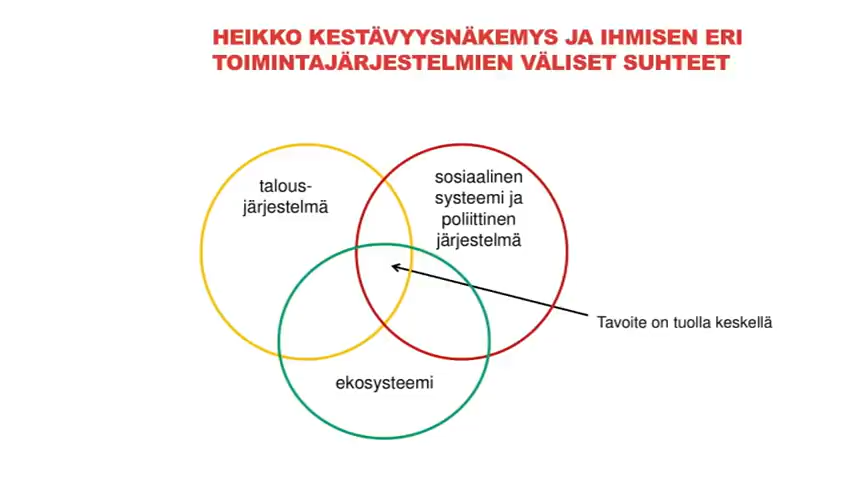 HEIKKO KESTÄVYYSNÄKEMYS JA IHMISEN ERI
TOIMINTAJÄRJESTELMIEN VÄLISET SUHTEET
talous-
järjestelmä
sosiaalinen
systeemi ja
poliittinen
järjestelmä
Tavoite on tuolla keskellä
ekosysteemi